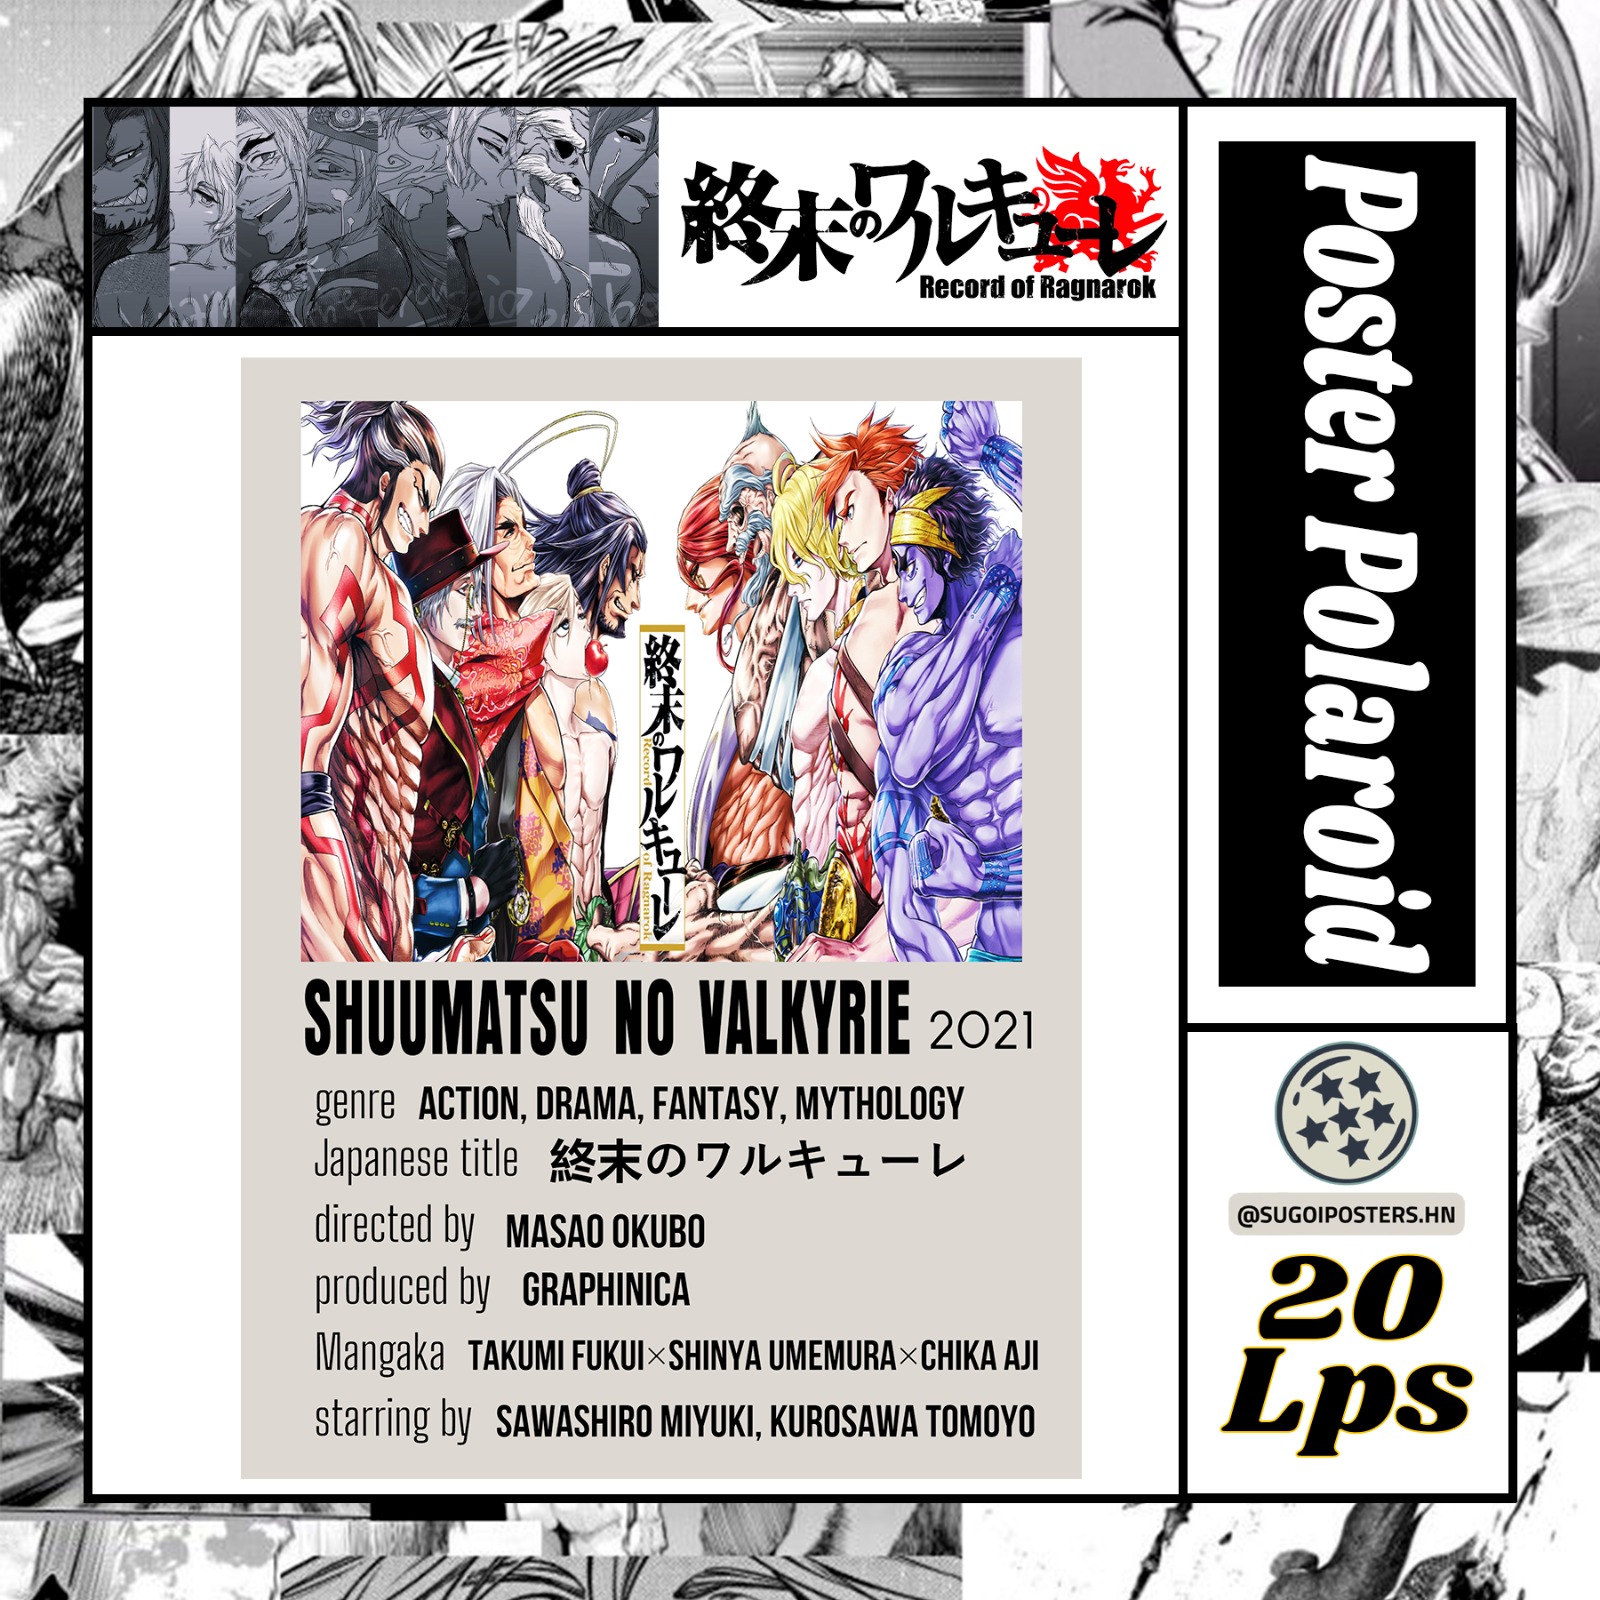 終末のワルキューレ
Record of Ragnarok
Poster Polaroid
終末のワルキューレ
Record of Ragnarok
SHUUMATSU NO VALKYRIE 2021
genre ACTION, DRAMA, FANTASY, MYTHOLOGY
Japanese title 終末のワルキューレ
directed by MASAO OKUBO
produced by GRAPHINICA
Mangaka TAKUMI FUKUI×SHINYA UMEMURA×CHIKA AJI
starring by SAWASHIRO MIYUKI, KUROSAWA TOMOYO
@SUGOIPOSTERS.HN
20
Lps